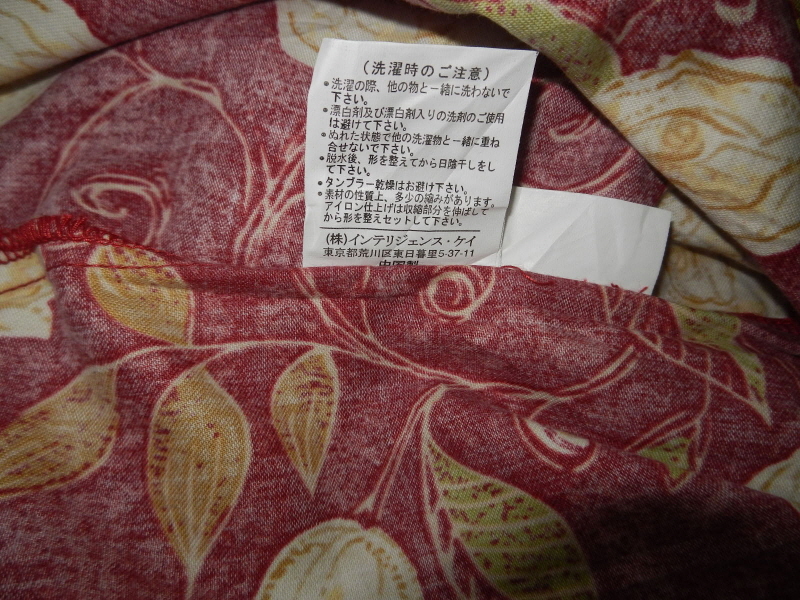 (洗濯時のご注意)
●洗濯の際、他の物と一緒に洗わないで
下さい。
●漂白剤及び漂白剤入りの洗剤のご使用
は避けて下さい。
●ぬれた状態で他の洗濯物と一緒に重ね
合せないで下さい。
●脱水後、形を整えてから日陰干しをし
て下さい。
●タンブラー乾燥はお避け下さい。
●素材の性質上、多少の縮みがあります。
アイロン仕上げは収縮部分を伸ばして
から形を整えセットして下さい。
(株)インテリジェンス・ケイ
東京都荒川区東日暮里5-37-11
中国製